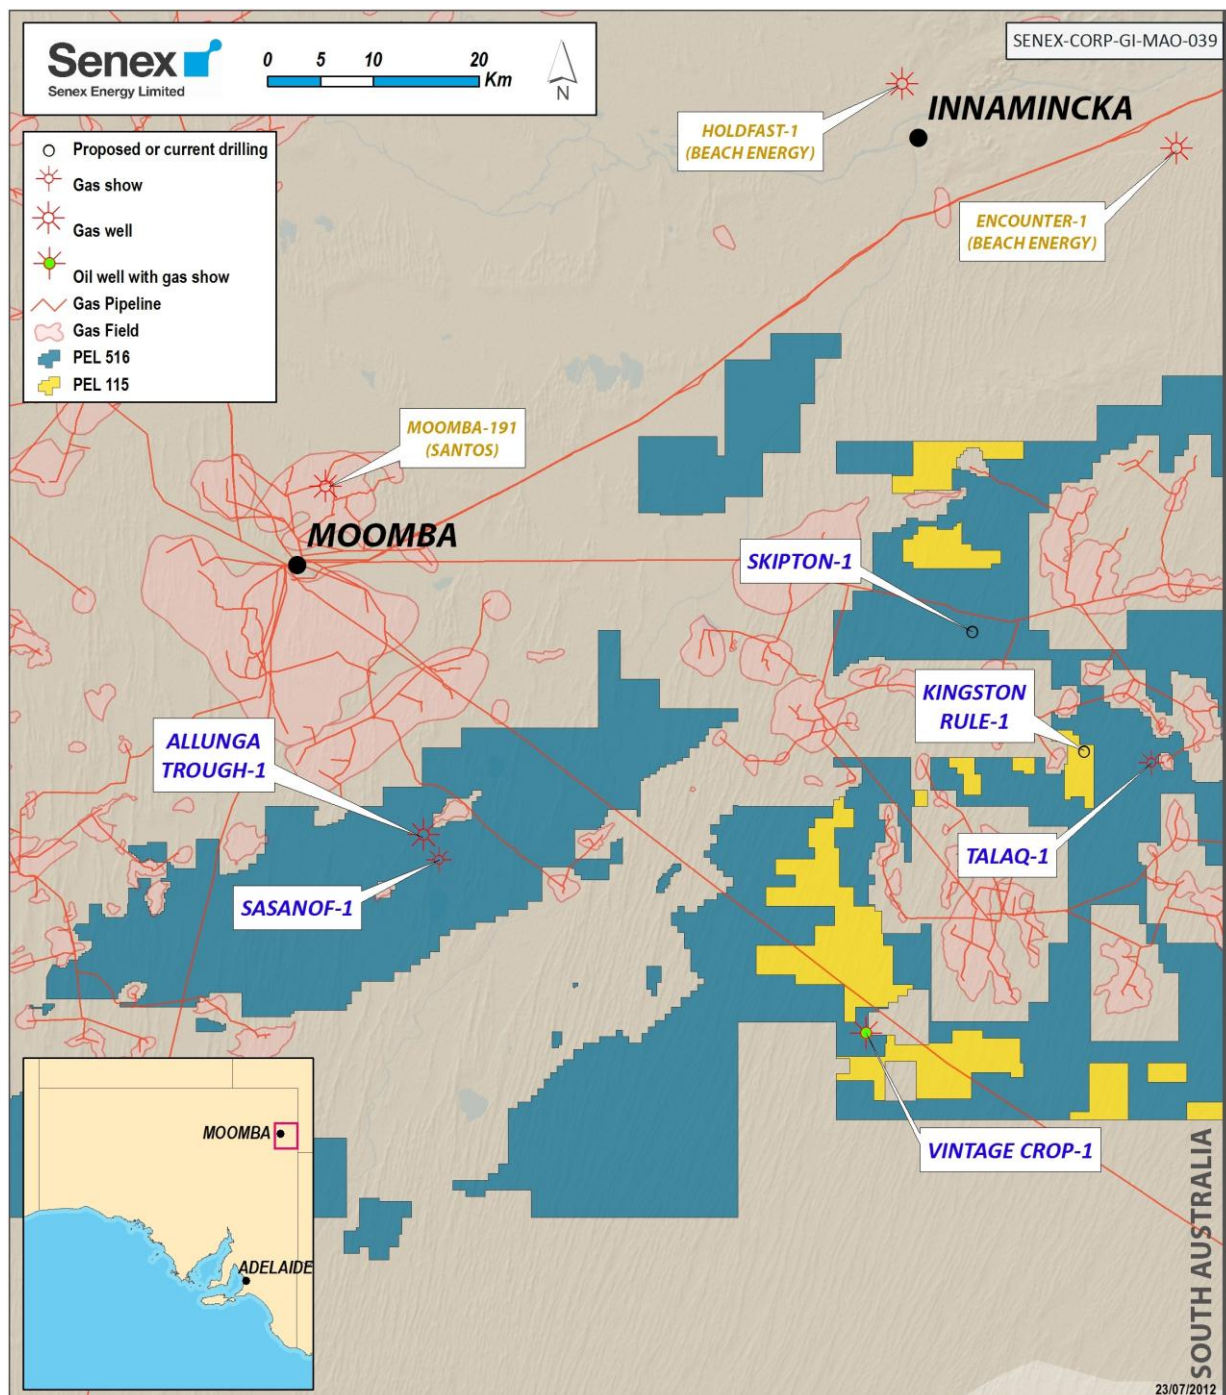 Senex
Senex Energy Limited
0 5 10 20
Km
N
SENEX-CORP-GI-MAO-039
Proposed or current drilling
Gas show
Gas well
Oil well with gas show
Gas Pipeline
Gas Field
PEL 516
PEL 115
HOLDFAST-1
(BEACH ENERGY)
INNAMINCKA
ENCOUNTER-1
(BEACH ENERGY)
MOOMBA-191
(SANTOS)
MOOMBA
SKIPTON-1
KINGSTON
RULE-1
ALLUNGA
TROUGH-1
TALAQ-1
SASANOF-1
VINTAGE CROP-1
MOOMBA
ADELAIDE
SOUTH AUSTRALIA
23/07/2012